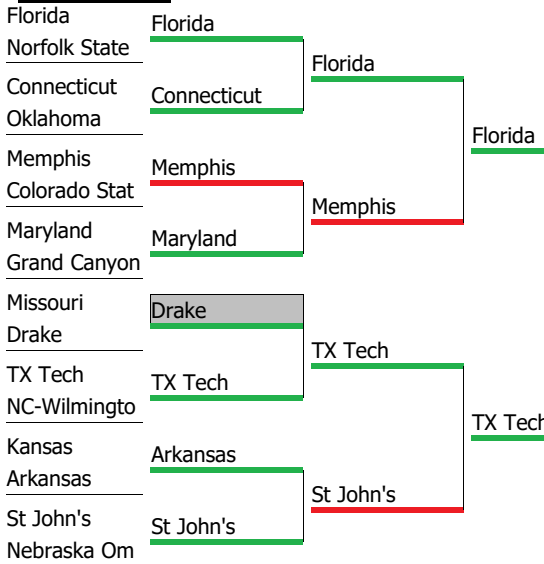 Florida
Norfolk State
Connecticut
Oklahoma
Memphis
Colorado Stat
Maryland
Grand Canyon
Missouri
Drake
TX Tech
NC-Wilmingto
Kansas
Arkansas
St John's
Nebraska Om
Florida
Connecticut
Memphis
Maryland
Drake
TX Tech
Arkansas
St John's
Florida
Memphis
TX Tech
St John's
Florida
TX Tech